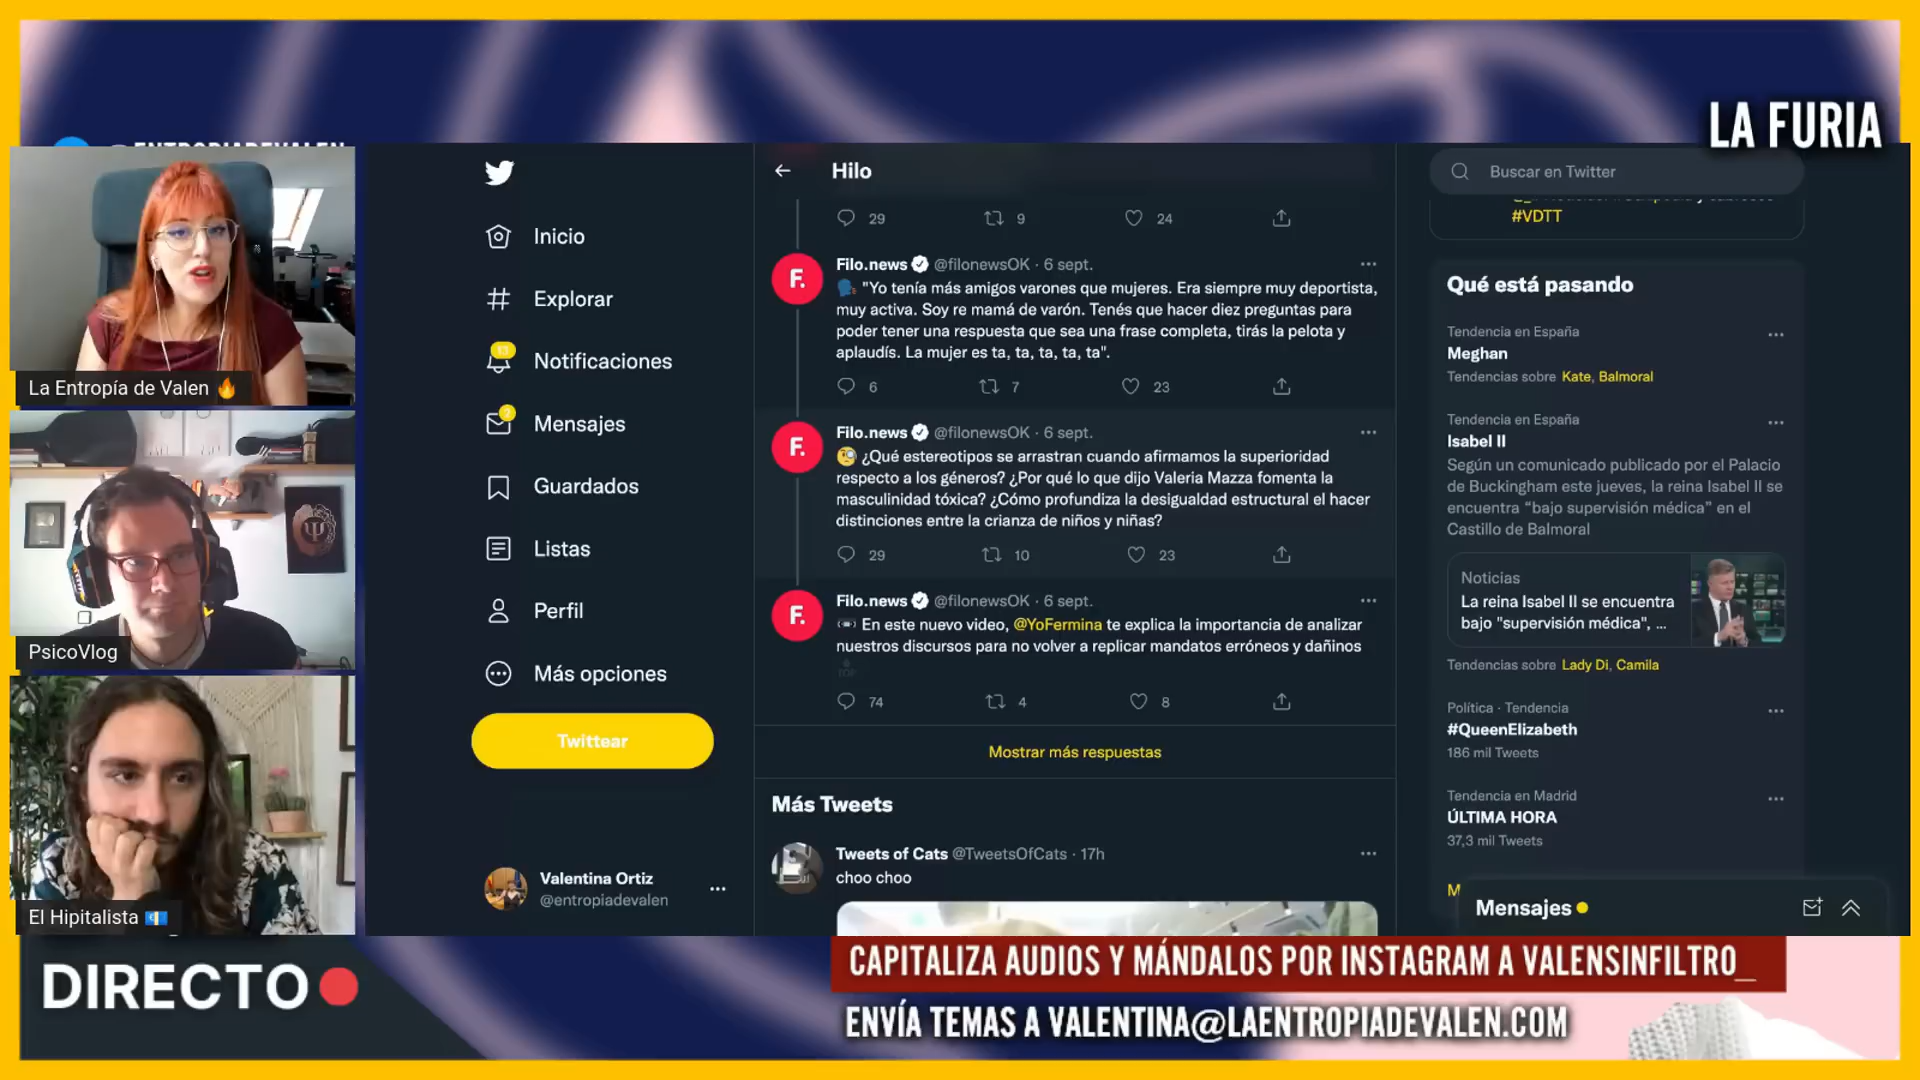 LA FURIA
@ENTROPIADEVALEN
La Entropía de Valen 🔥
PsicoVlog
El Hipitalista
Inicio
Explorar
13
Notificaciones
2
Mensajes
Guardados
Listas
Perfil
Más opciones
Twittear
Valentina Ortiz
@entropiadevalen
Hilo
29 9 24
Filo.news @filonewsOK · 6 sept.
"Yo tenía más amigos varones que mujeres. Era siempre muy deportista,
muy activa. Soy re mamá de varón. Tenés que hacer diez preguntas para
poder tener una respuesta que sea una frase completa, tirás la pelota y
aplaudís. La mujer es ta, ta, ta, ta, ta".
6 7 23
Filo.news @filonewsOK · 6 sept.
🧐 ¿Qué estereotipos se arrastran cuando afirmamos la superioridad
respecto a los géneros? ¿Por qué lo que dijo Valeria Mazza fomenta la
masculinidad tóxica? ¿Cómo profundiza la desigualdad estructural el hacer
distinciones entre la crianza de niños y niñas?
29 10 23
Filo.news @filonewsOK · 6 sept.
En este nuevo video, @YoFermina te explica la importancia de analizar
nuestros discursos para no volver a replicar mandatos erróneos y dañinos
74 4 8
Mostrar más respuestas
Más Tweets
Tweets of Cats @TweetsOfCats · 17h
choo choo
Buscar en Twitter
#VDTT
Qué está pasando
Tendencia en España
Meghan
Tendencias sobre Kate, Balmoral
Tendencia en España
Isabel II
Según un comunicado publicado por el Palacio
de Buckingham este jueves, la reina Isabel II se
encuentra “bajo supervisión médica” en el
Castillo de Balmoral
Noticias
La reina Isabel II se encuentra
bajo "supervisión médica", ...
Tendencias sobre Lady Di, Camila
Política · Tendencia
#QueenElizabeth
186 mil Tweets
Tendencia en Madrid
ÚLTIMA HORA
37,3 mil Tweets
Mensajes
DIRECTO
CAPITALIZA AUDIOS Y MÁNDALOS POR INSTAGRAM A VALENSINFILTRO_
ENVÍA TEMAS A VALENTINA@LAENTROPIADEVALEN.COM